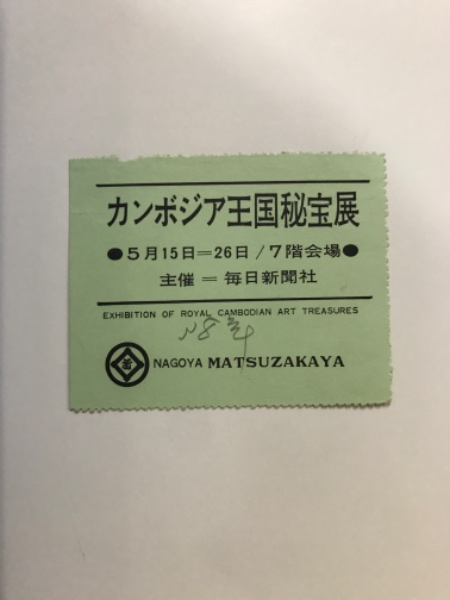 カンボジア王国秘宝展
●5月15日=26日/7階会場●
主催=毎日新聞社
EXHIBITION OF ROYAL CAMBODIAN ART TREASURES
NAGOYA MATSUZAKAYA